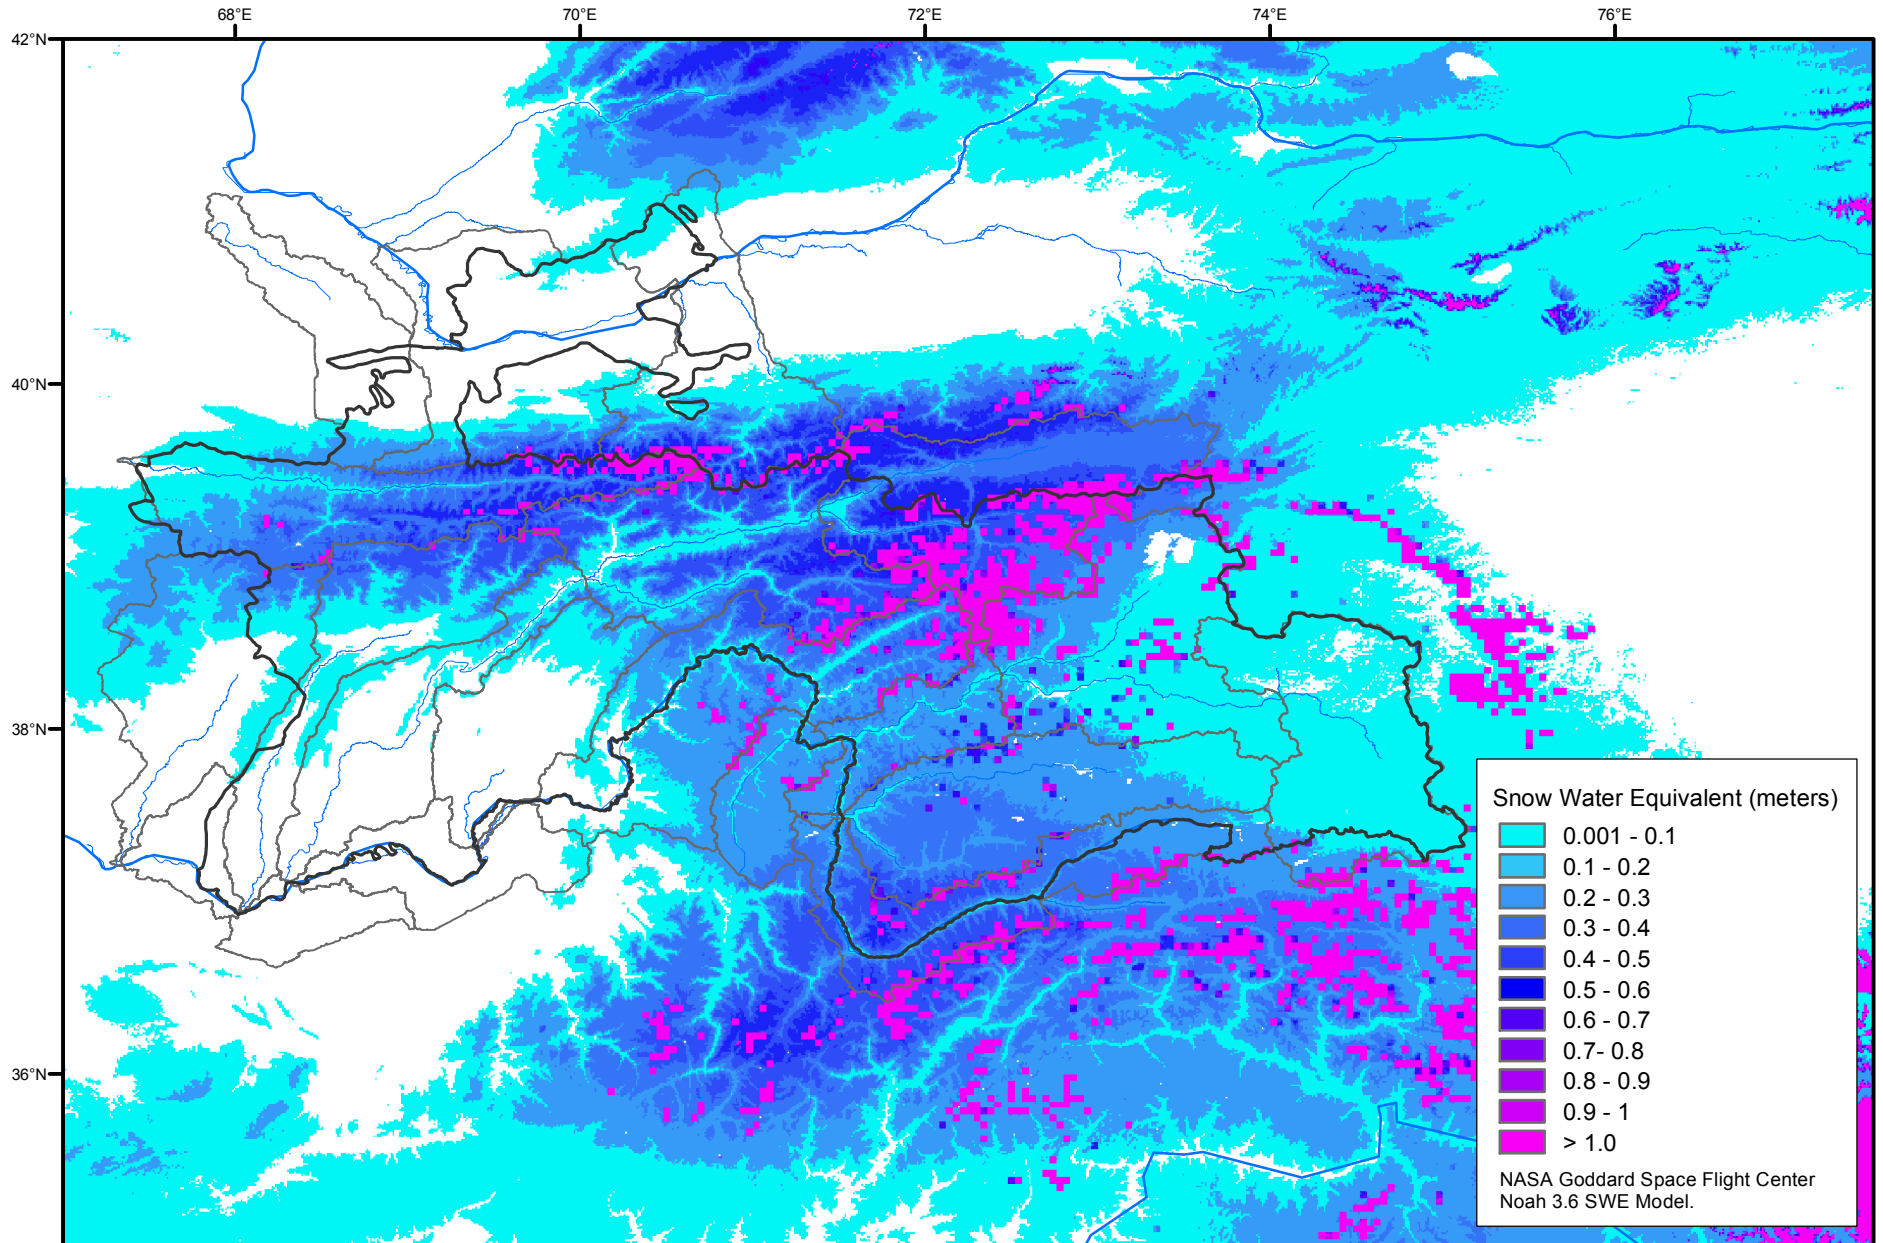 68°E 70°E 72°E 74°E 76°E
42°N
40°N
38°N
36°N
Snow Water Equivalent (meters)
0.001 - 0.1
0.1 - 0.2
0.2 - 0.3
0.3 - 0.4
0.4 - 0.5
0.5 - 0.6
0.6 - 0.7
0.7- 0.8
0.8 - 0.9
0.9 - 1
> 1.0
NASA Goddard Space Flight Center
Noah 3.6 SWE Model.